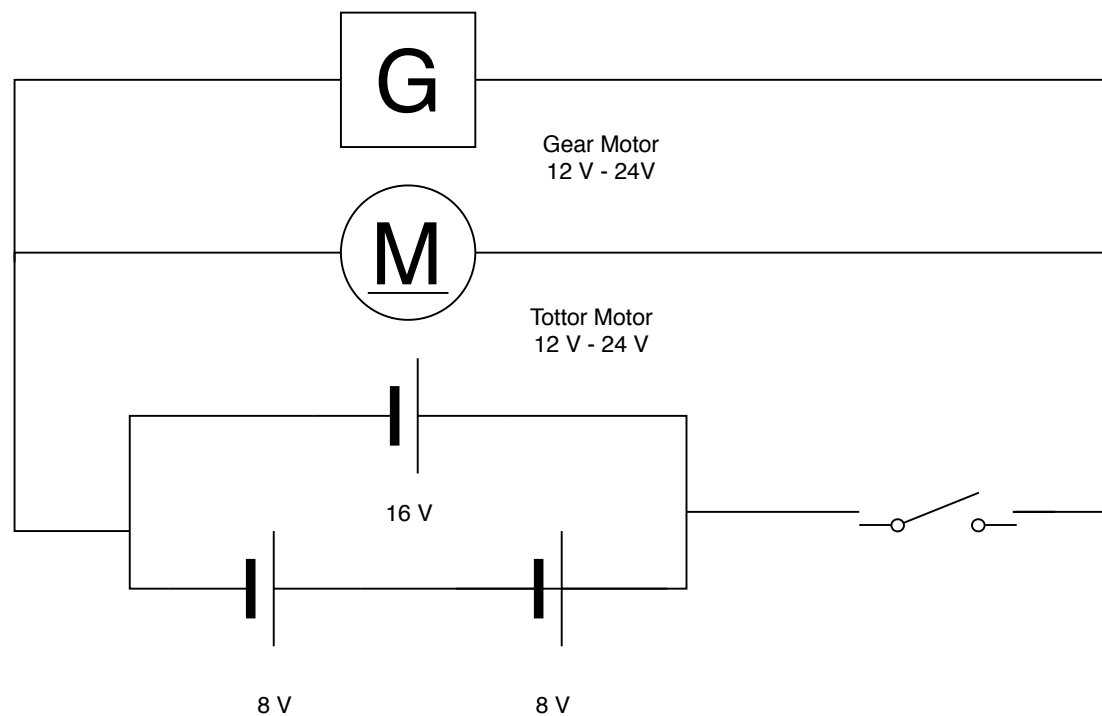 G
Gear Motor
12 V - 24V
M
Tottor Motor
12 V - 24 V
16 V
8 V
8 V